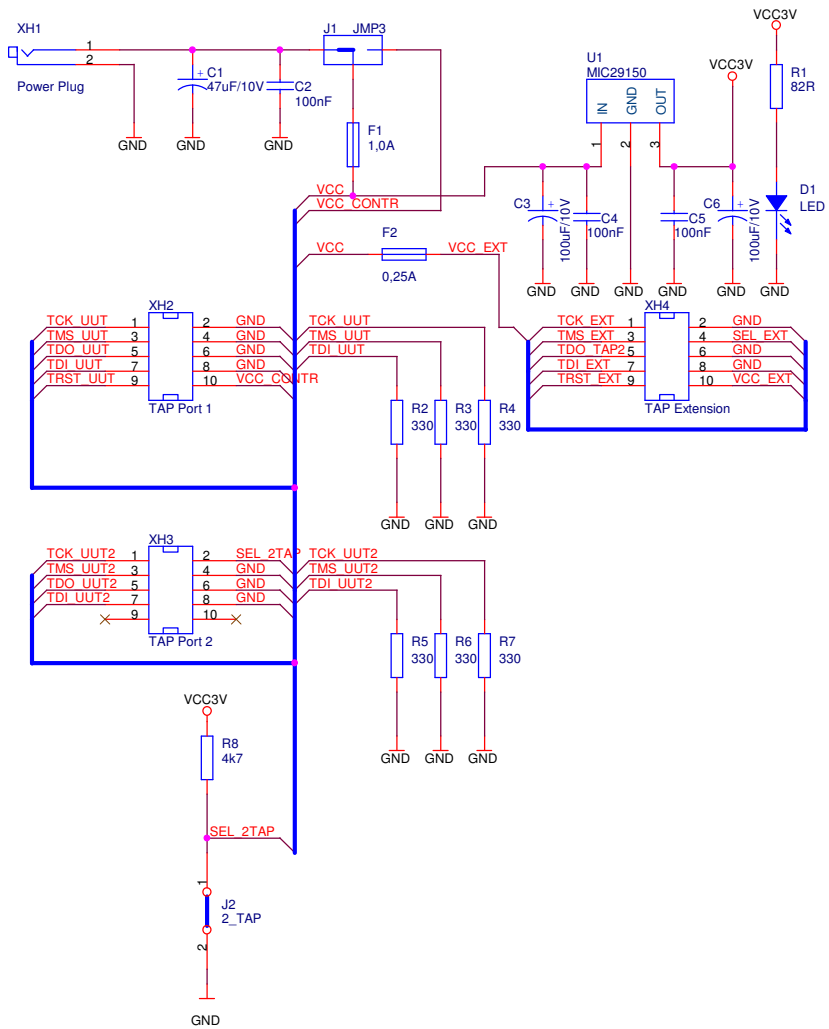 XH1
1
2
Power Plug
GND
C1
47uF/10V
GND
C2
100nF
GND
J1 JMP3
F1
1,0A
VCC
VCC_CONTR
F2
VCC
VCC_EXT
0,25A
U1
MIC29150
IN
GND
OUT
1
2
3
VCC3V
VCC3V
R1
82R
D1
LED
C3
100uF/10V
C4
100nF
C5
100nF
C6
100uF/10V
GND
GND
GND
GND
GND
GND
XH2
TCK_UUT 1 2 GND
TMS_UUT 3 4 GND
TDO_UUT 5 6 GND
TDI_UUT 7 8 GND
TRST_UUT 9 10 VCC_CONTR
TAP Port 1
TCK_UUT
TMS_UUT
TDI_UUT
R2
330
R3
330
R4
330
GND
GND
GND
XH4
TCK_EXT 1 2 GND
TMS_EXT 3 4 SEL_EXT
TDO_TAP2 5 6 GND
TDI_EXT 7 8 GND
TRST_EXT 9 10 VCC_EXT
TAP Extension
XH3
TCK_UUT2 1 2 SEL_2TAP
TMS_UUT2 3 4 GND
TDO_UUT2 5 6 GND
TDI_UUT2 7 8 GND
9 10
TAP Port 2
TCK_UUT2
TMS_UUT2
TDI_UUT2
R5
330
R6
330
R7
330
GND
GND
GND
VCC3V
R8
4k7
SEL_2TAP
1
J2
2_TAP
2
GND